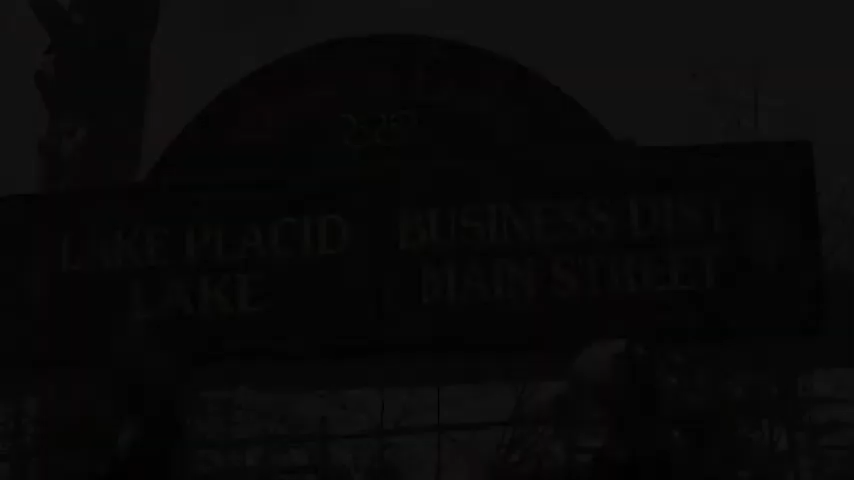 LAKE PLACID
LAKE
BUSINESS DIST
MAIN STREET